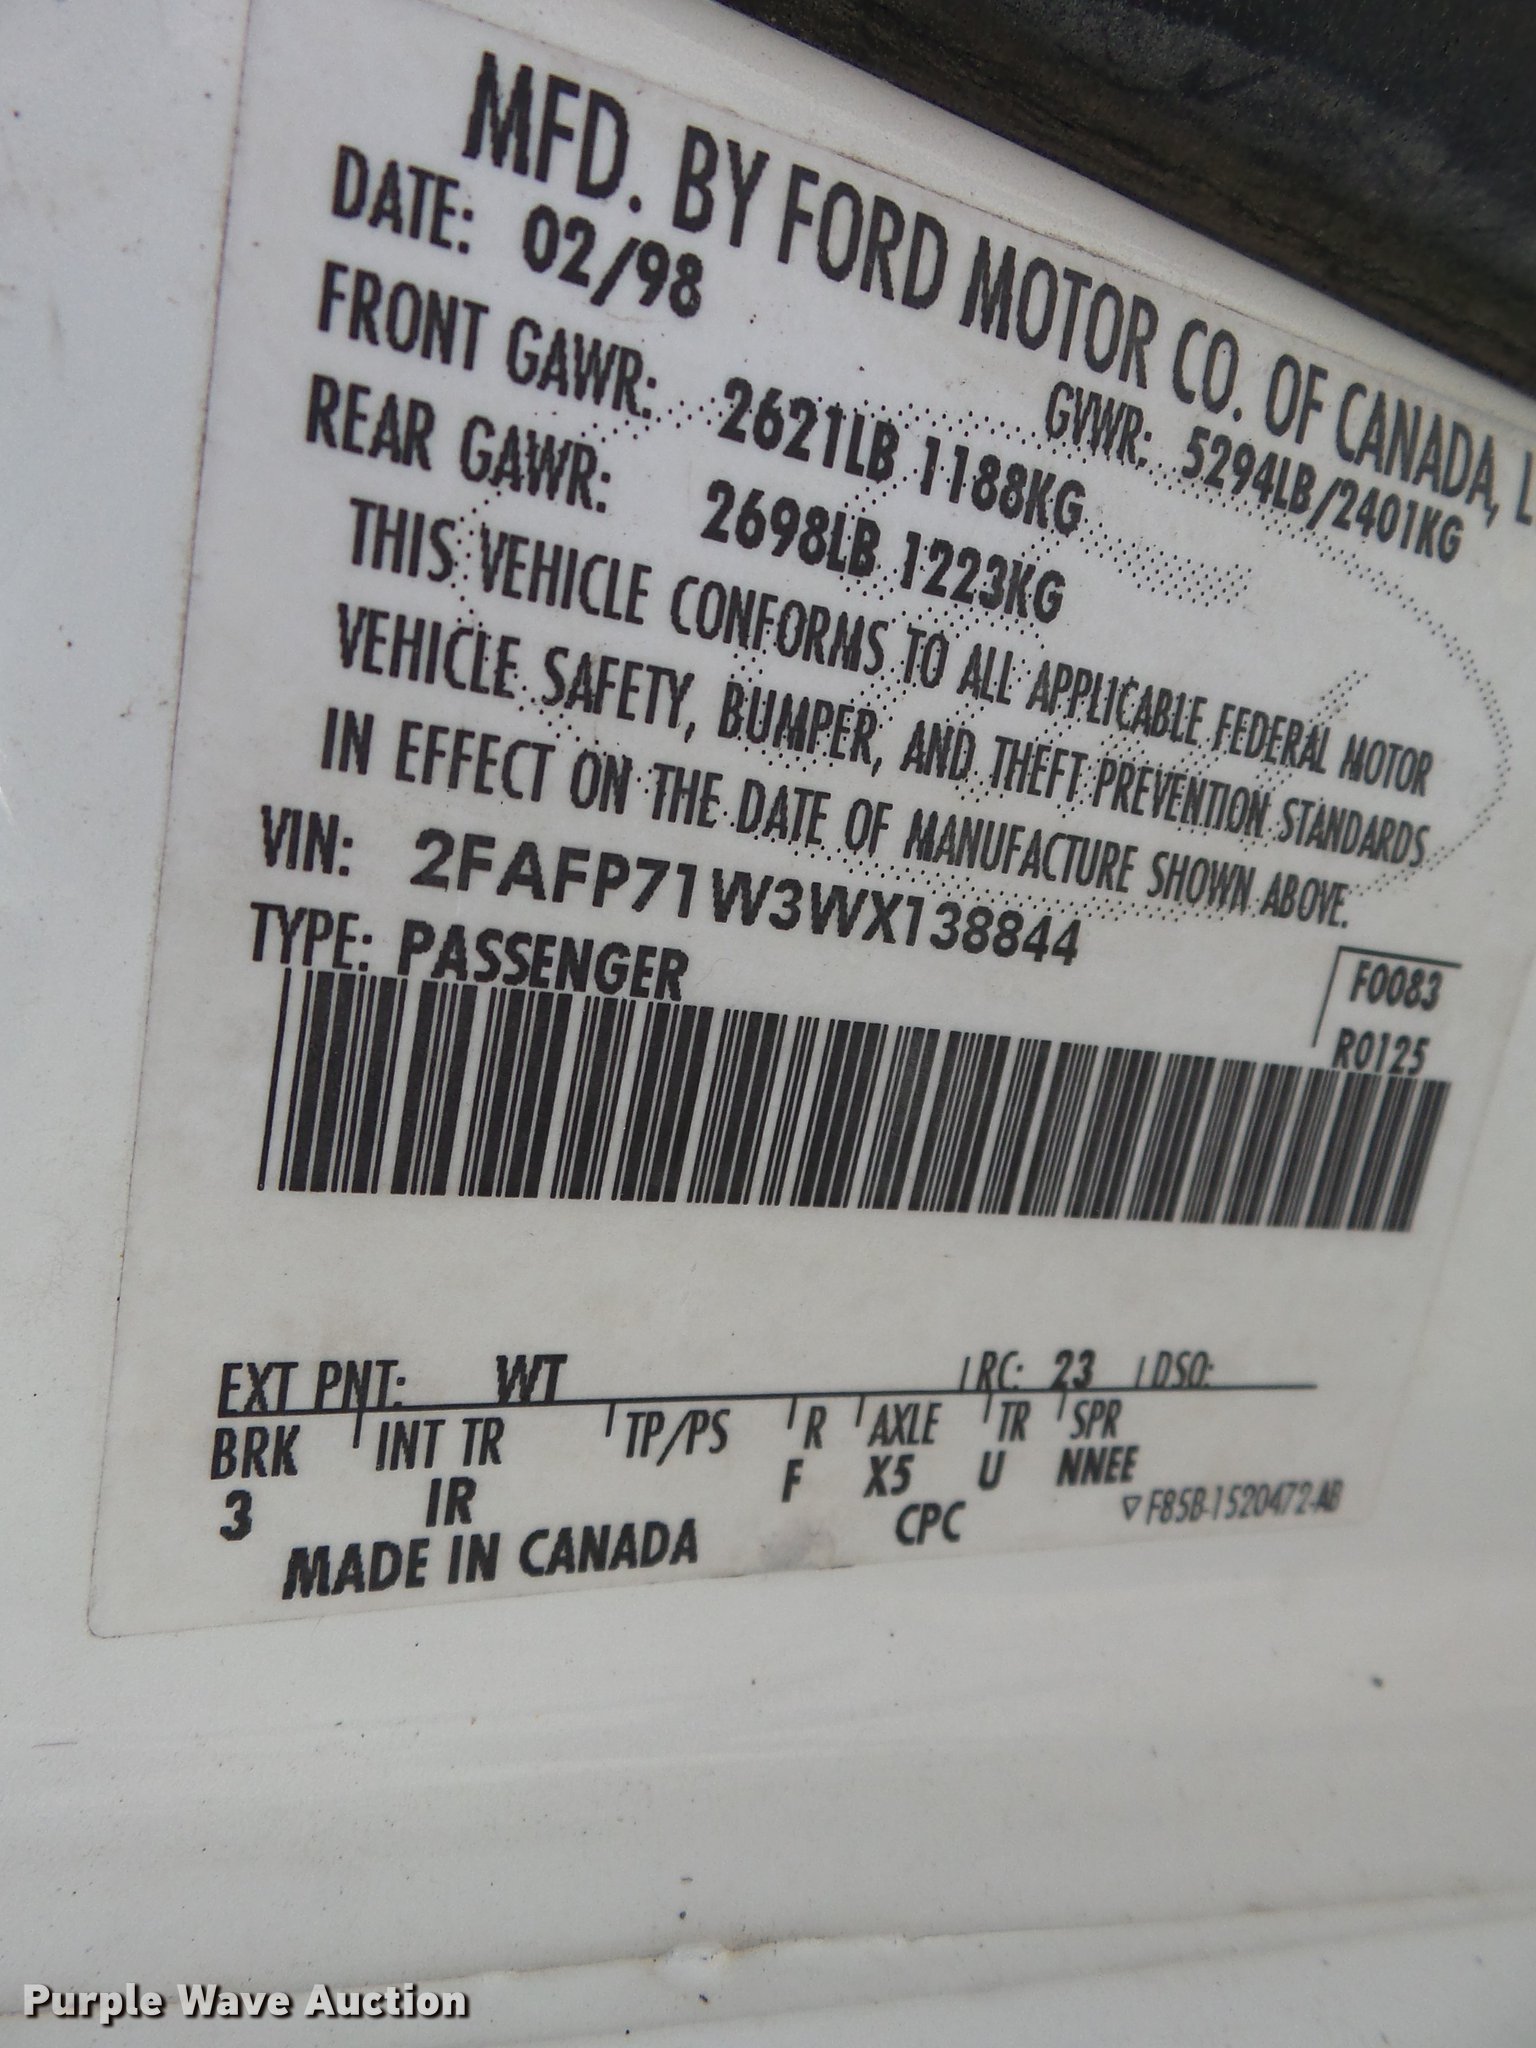 MFD. BY FORD MOTOR CO. OF CANADA, L
DATE: 02/98 GVWR: 5294LB/2401KG
FRONT GAWR: 2621LB 1188KG
REAR GAWR: 2698LB 1223KG
THIS VEHICLE CONFORMS TO ALL APPLICABLE FEDERAL MOTOR
VEHICLE SAFETY, BUMPER, AND THEFT PREVENTION STANDARDS
IN EFFECT ON THE DATE OF MANUFACTURE SHOWN ABOVE.
VIN: 2FAFP71W3WX138844
TYPE: PASSENGER
F0083
R0125
EXT PNT: WT RC: 23 DSO:
BRK INT TR TP/PS R AXLE TR SPR
3 IR F X5 U NNEE
MADE IN CANADA CPC ▽ F85B-1520472-AB
Purple Wave Auction